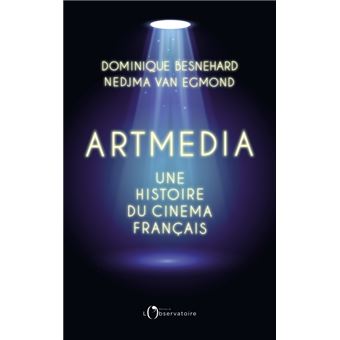 DOMINIQUE BESNEHARD
NEDJMA VAN EGMOND
ARTMEDIA
UNE
HISTOIRE
DU CINEMA
FRANÇAIS
L'Observatoire